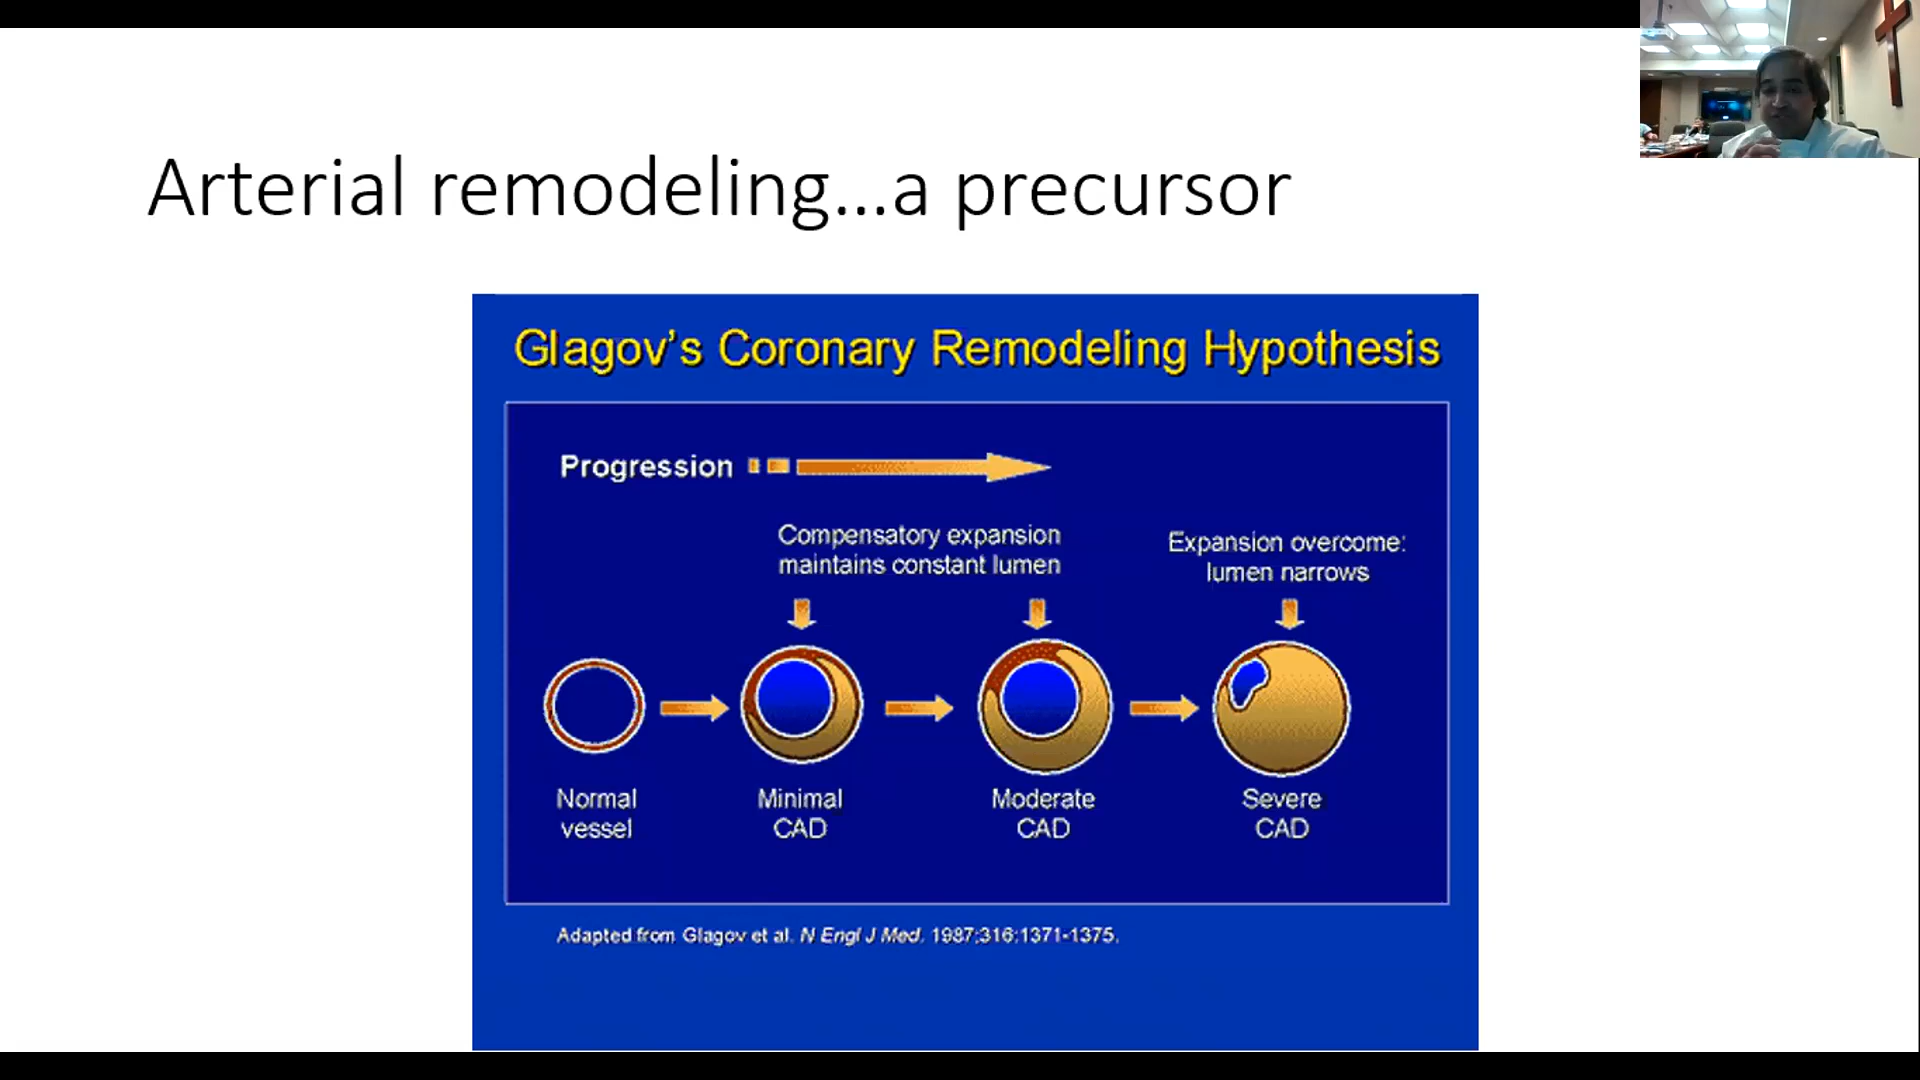 Arterial remodeling...a precursor
Glagov's Coronary Remodeling Hypothesis
Progression
Compensatory expansion
maintains constant lumen
Expansion overcome:
lumen narrows
Normal
vessel
Minimal
CAD
Moderate
CAD
Severe
CAD
Adapted from Glagov et al. N Engl J Med. 1987;316:1371-1375.